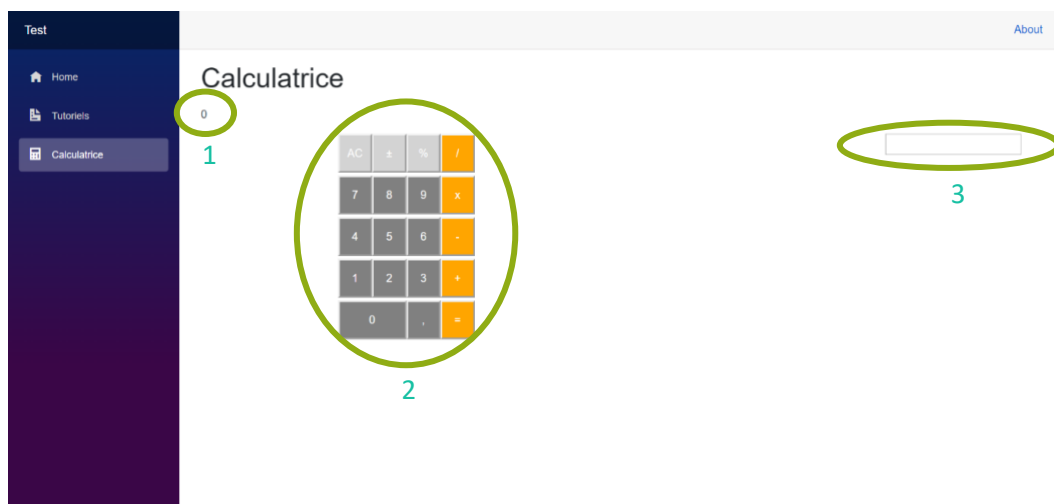 Test
About
Home
Tutoriels
Calculatrice
Calculatrice
0
1
AC ± % /
7 8 9 x
4 5 6 -
1 2 3 +
0 , =
2
3